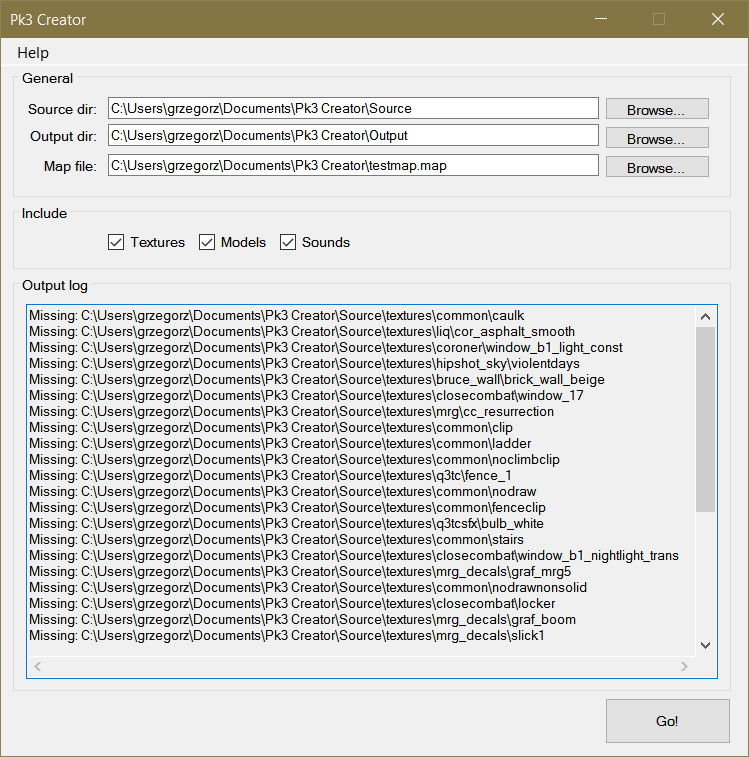 Pk3 Creator
Help
General
Source dir: C:\Users\grzegorz\Documents\Pk3 Creator\Source Browse...
Output dir: C:\Users\grzegorz\Documents\Pk3 Creator\Output Browse...
Map file: C:\Users\grzegorz\Documents\Pk3 Creator\testmap.map Browse...
Include
Textures Models Sounds
Output log
Missing: C:\Users\grzegorz\Documents\Pk3 Creator\Source\textures\common\caulk
Missing: C:\Users\grzegorz\Documents\Pk3 Creator\Source\textures\liq\cor_asphalt_smooth
Missing: C:\Users\grzegorz\Documents\Pk3 Creator\Source\textures\coroner\window_b1_light_const
Missing: C:\Users\grzegorz\Documents\Pk3 Creator\Source\textures\hipshot_sky\violentdays
Missing: C:\Users\grzegorz\Documents\Pk3 Creator\Source\textures\bruce_wall\brick_wall_beige
Missing: C:\Users\grzegorz\Documents\Pk3 Creator\Source\textures\closecombat\window_17
Missing: C:\Users\grzegorz\Documents\Pk3 Creator\Source\textures\mrg\cc_resurrection
Missing: C:\Users\grzegorz\Documents\Pk3 Creator\Source\textures\common\clip
Missing: C:\Users\grzegorz\Documents\Pk3 Creator\Source\textures\common\ladder
Missing: C:\Users\grzegorz\Documents\Pk3 Creator\Source\textures\common\noclimbclip
Missing: C:\Users\grzegorz\Documents\Pk3 Creator\Source\textures\q3tc\fence_1
Missing: C:\Users\grzegorz\Documents\Pk3 Creator\Source\textures\common\nodraw
Missing: C:\Users\grzegorz\Documents\Pk3 Creator\Source\textures\common\fenceclip
Missing: C:\Users\grzegorz\Documents\Pk3 Creator\Source\textures\q3tcsfx\bulb_white
Missing: C:\Users\grzegorz\Documents\Pk3 Creator\Source\textures\common\stairs
Missing: C:\Users\grzegorz\Documents\Pk3 Creator\Source\textures\closecombat\window_b1_nightlight_trans
Missing: C:\Users\grzegorz\Documents\Pk3 Creator\Source\textures\mrg_decals\graf_mrg5
Missing: C:\Users\grzegorz\Documents\Pk3 Creator\Source\textures\common\nodrawnonsolid
Missing: C:\Users\grzegorz\Documents\Pk3 Creator\Source\textures\closecombat\locker
Missing: C:\Users\grzegorz\Documents\Pk3 Creator\Source\textures\mrg_decals\graf_boom
Missing: C:\Users\grzegorz\Documents\Pk3 Creator\Source\textures\mrg_decals\slick1
Go!